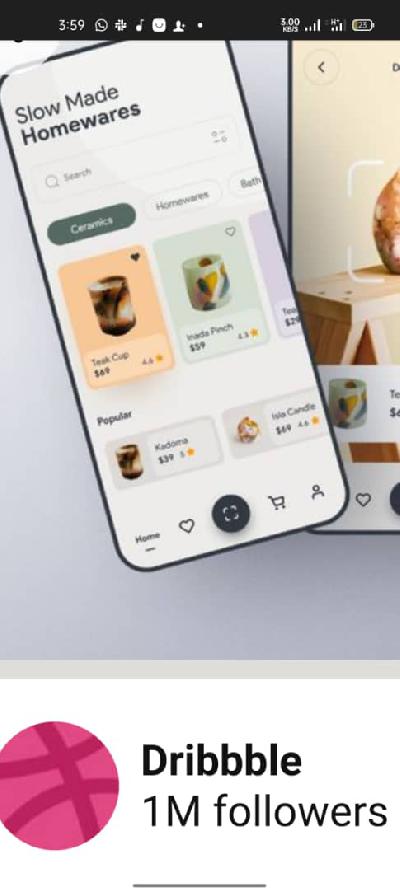 3:59
3.00
KB/S
H+
25
Slow Made
Homewares
Search
Ceramics
Homewares
Bath
Teak Cup
$69
4.6
Inada Pinch
$59
4.3
Tea
$29
Popular
Kadoma
$39 5
Isla Candle
$69 4.6
Home
D
Te
$6
Dribbble
1M followers